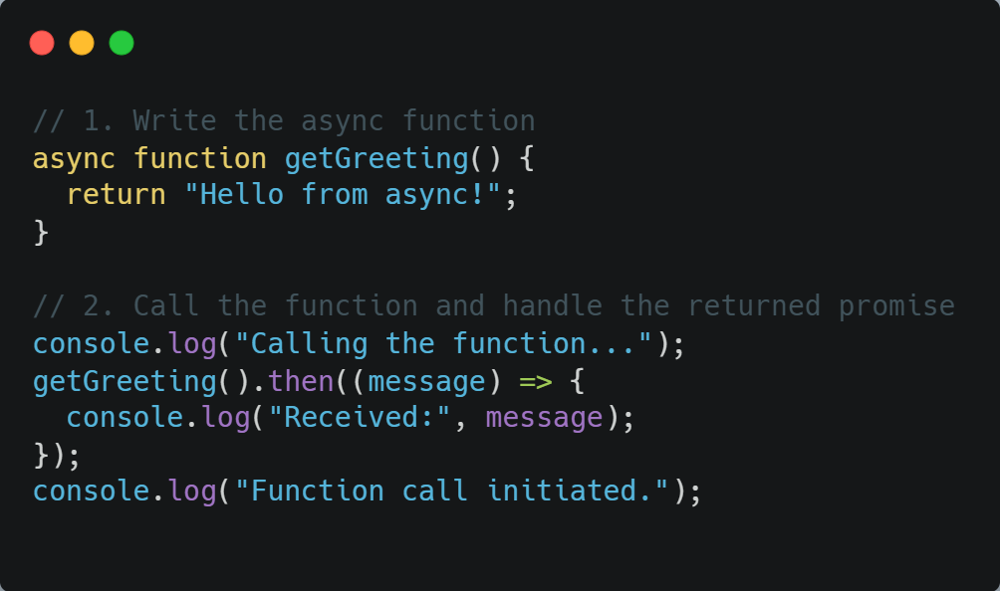 // 1. Write the async function
async function getGreeting() {
  return "Hello from async!";
}

// 2. Call the function and handle the returned promise
console.log("Calling the function...");
getGreeting().then((message) => {
  console.log("Received:", message);
});
console.log("Function call initiated.");